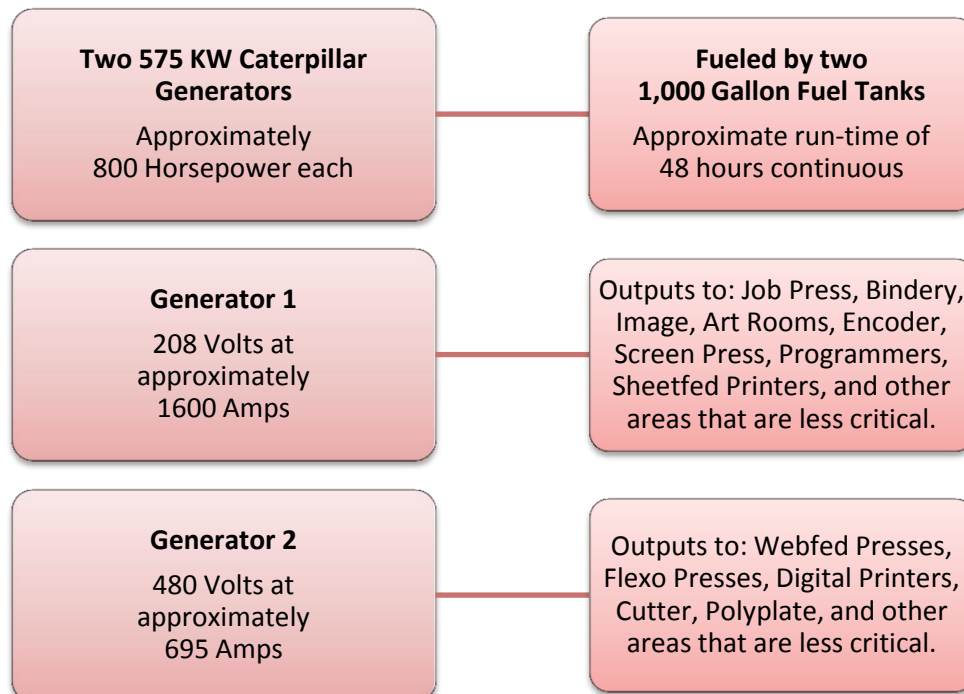 Two 575 KW Caterpillar
Generators
Approximately
800 Horsepower each
Fueled by two
1,000 Gallon Fuel Tanks
Approximate run-time of
48 hours continuous
Generator 1
208 Volts at
approximately
1600 Amps
Outputs to: Job Press, Bindery,
Image, Art Rooms, Encoder,
Screen Press, Programmers,
Sheetfed Printers, and other
areas that are less critical.
Generator 2
480 Volts at
approximately
695 Amps
Outputs to: Webfed Presses,
Flexo Presses, Digital Printers,
Cutter, Polyplate, and other
areas that are less critical.